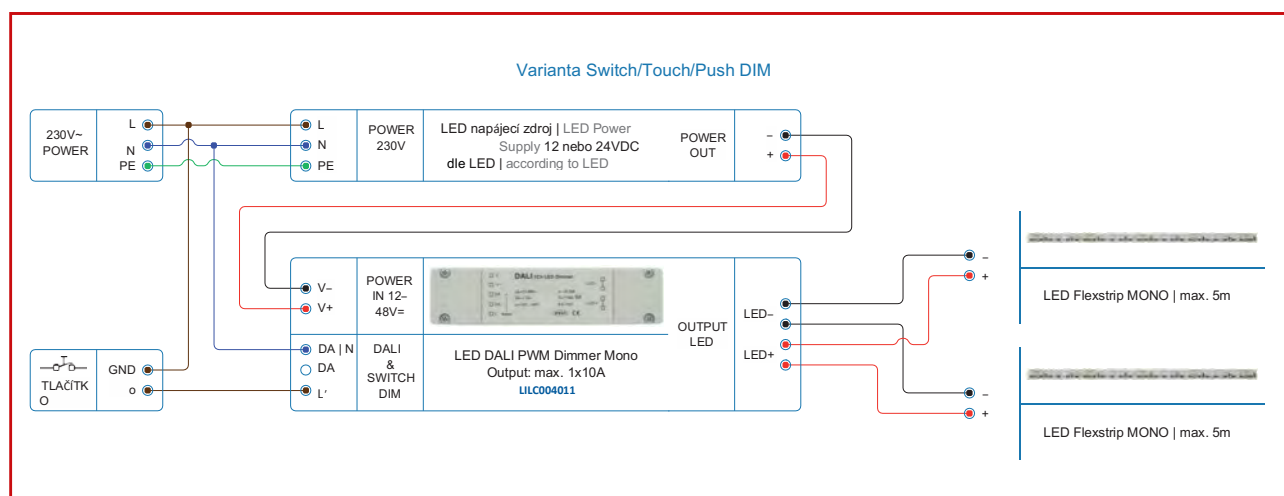 Varianta Switch/Touch/Push DIM
230V~
POWER
L
N
PE
L
N
PE
POWER
230V
LED napájecí zdroj | LED Power
Supply 12 nebo 24VDC
dle LED | according to LED
POWER
OUT
–
+
V–
V+
POWER
IN 12–
48V=
DALI
OUTPUT
LED
LED–
LED+
DA | N
DA
L'
DALI
&
SWITCH
DIM
LED DALI PWM Dimmer Mono
Output: max. 1x10A
LILC004011
TLAČÍTK
O
GND
o
–
+
LED Flexstrip MONO | max. 5m
–
+
LED Flexstrip MONO | max. 5m